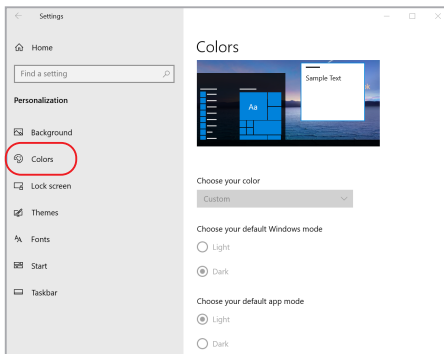 Settings
Home
Find a setting
Personalization
Background
Colors
Lock screen
Themes
Fonts
Start
Taskbar
Colors
Sample Text
Aa
Choose your color
Custom
Choose your default Windows mode
Light
Dark
Choose your default app mode
Light
Dark